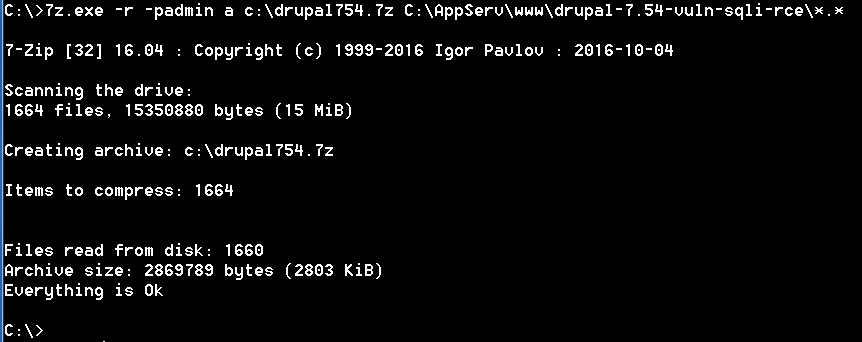 C:\>7z.exe -r -padmin a c:\drupal754.7z C:\AppServ\www\drupal-7.54-vuln-sqli-rce\*.*
7-Zip [32] 16.04 : Copyright (c) 1999-2016 Igor Pavlov : 2016-10-04
Scanning the drive:
1664 files, 15350880 bytes (15 MiB)
Creating archive: c:\drupal754.7z
Items to compress: 1664
Files read from disk: 1660
Archive size: 2869789 bytes (2803 KiB)
Everything is Ok
C:\>